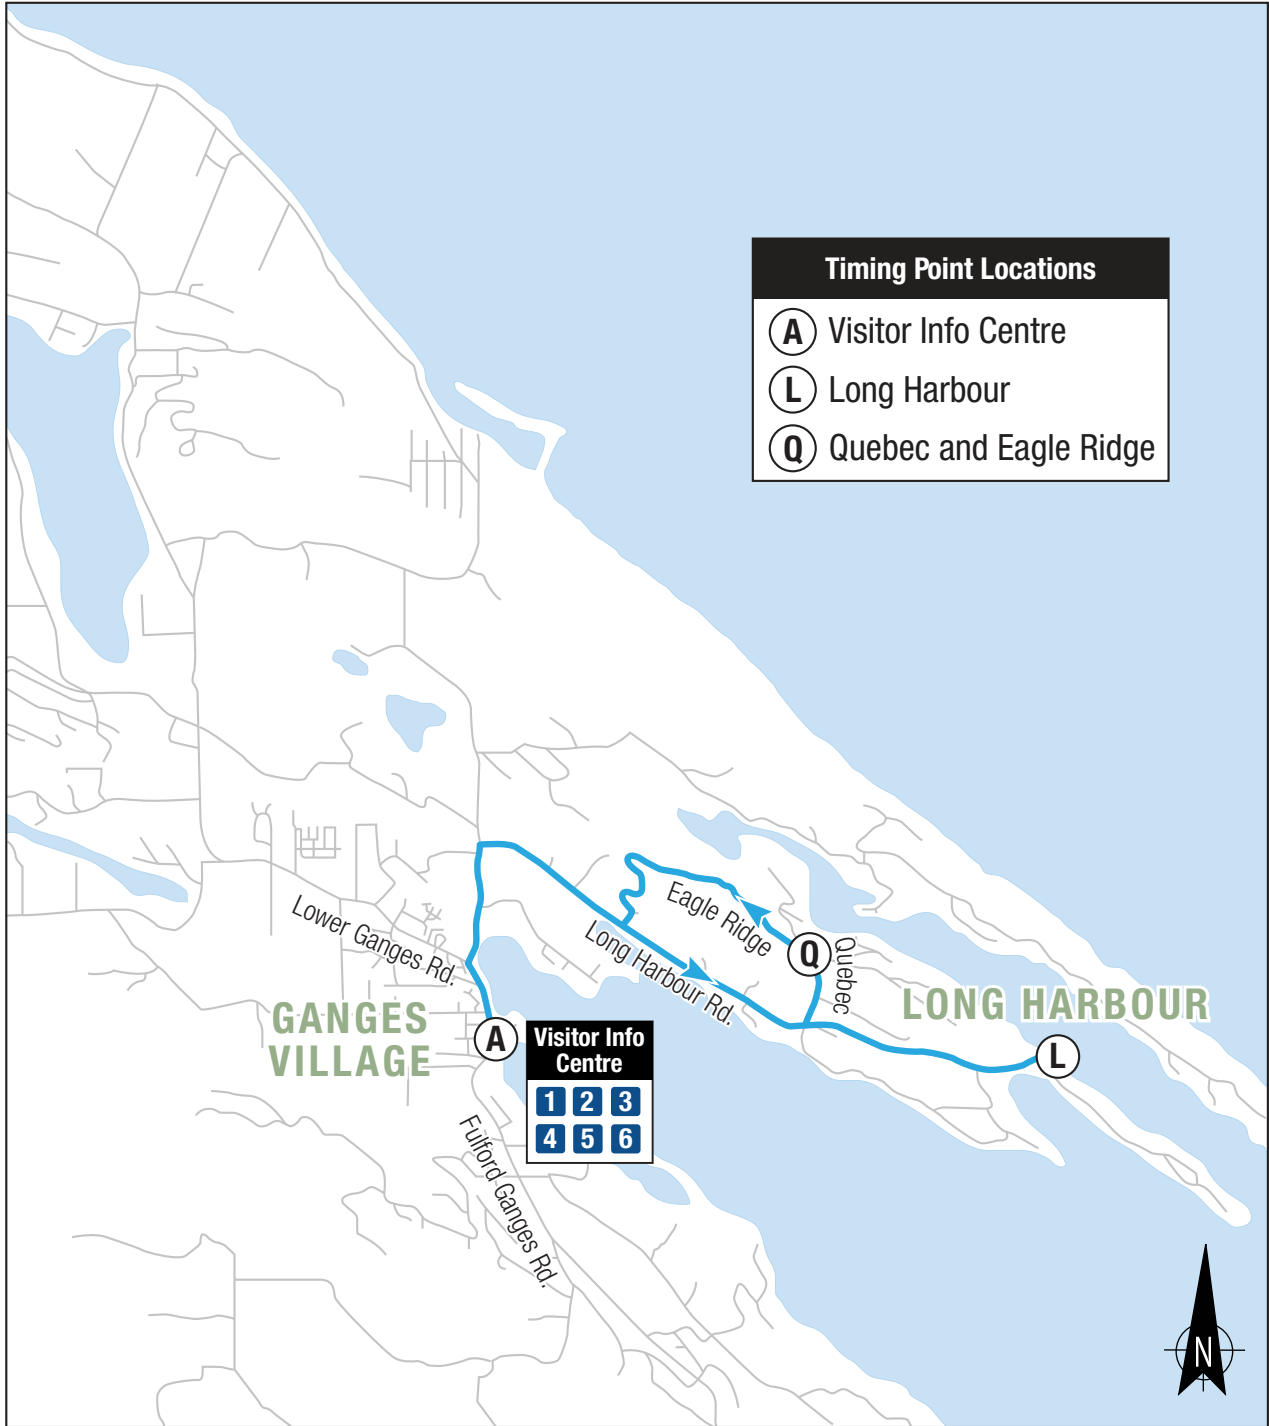 Timing Point Locations
A Visitor Info Centre
L Long Harbour
Q Quebec and Eagle Ridge
Eagle Ridge
Lower Ganges Rd.
Long Harbour Rd.
Q
Quebec
LONG HARBOUR
GANGES
VILLAGE
A
Visitor Info
Centre
1 2 3
4 5 6
L
Fulford-Ganges Rd.
N